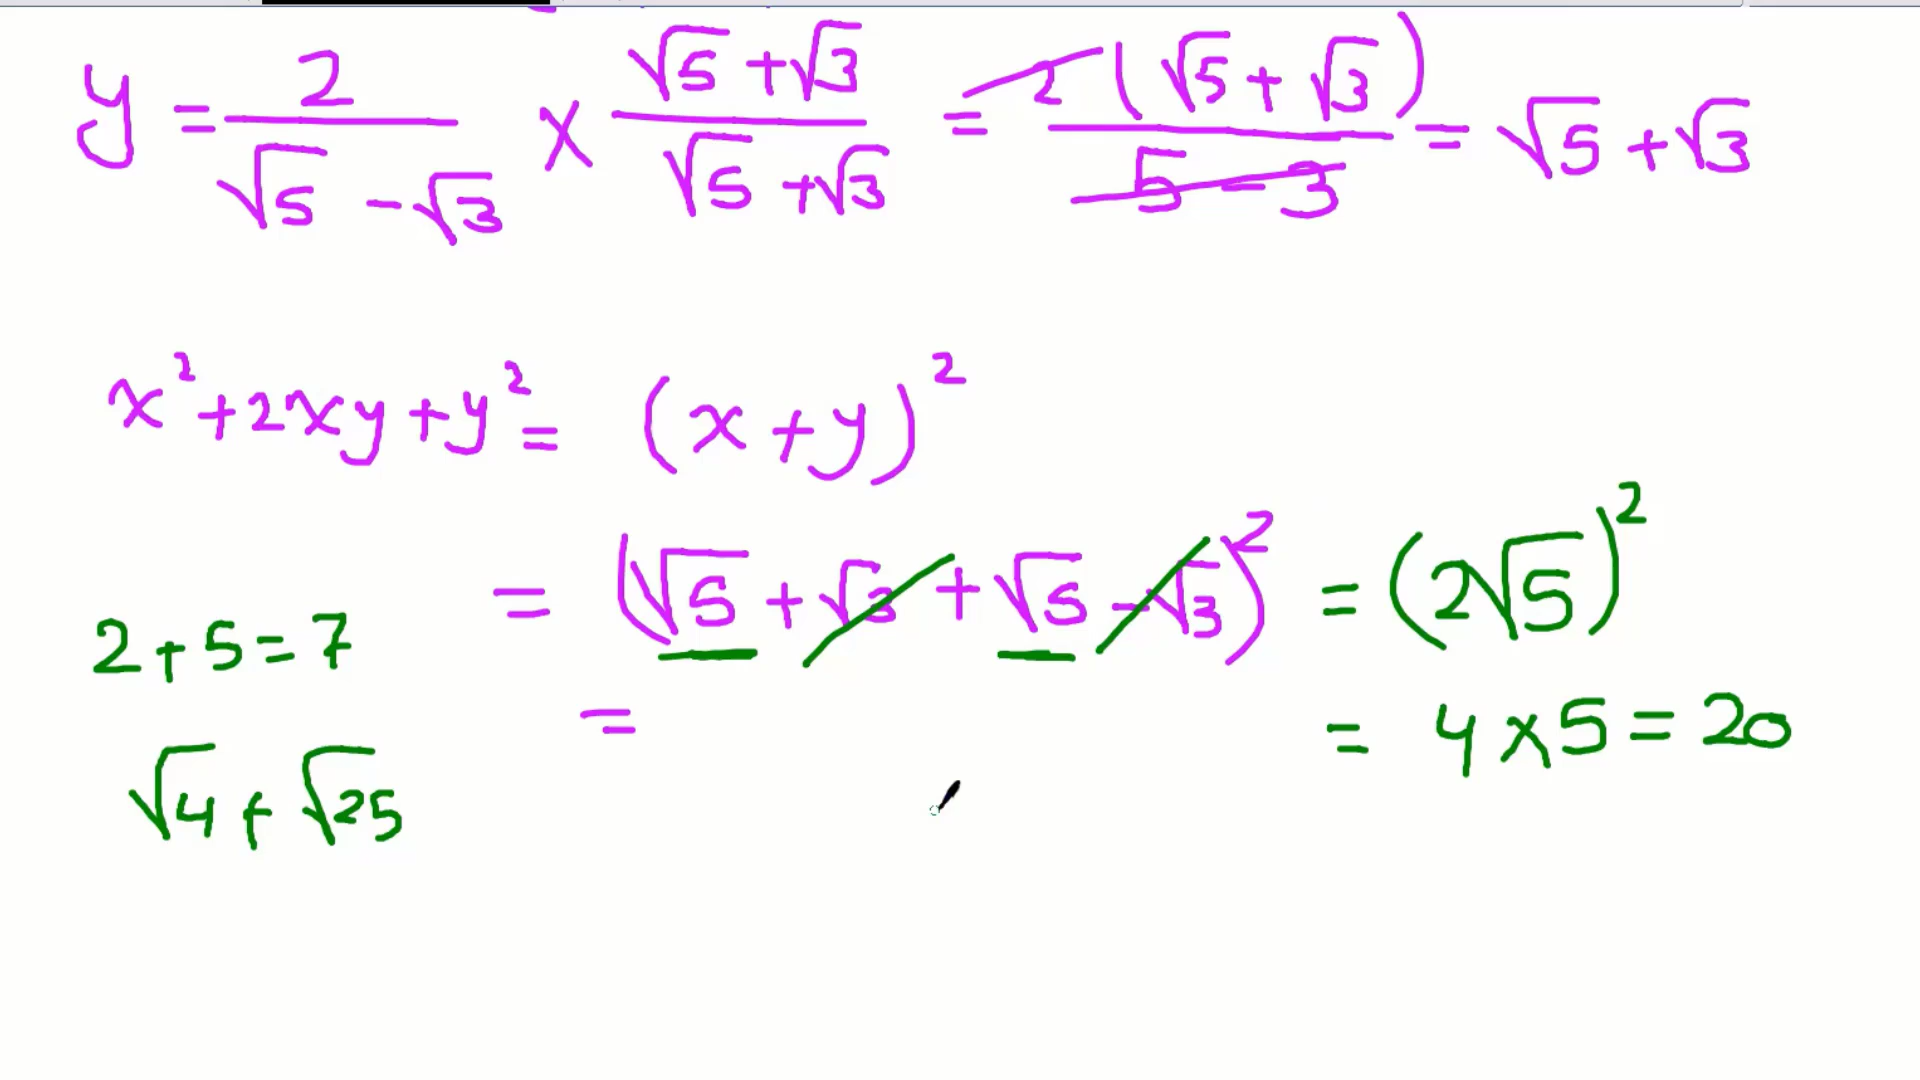 y = 2/(√5 - √3) × (√5 + √3)/(√5 + √3) = 2(√5 + √3)/(5 - 3) = √5 + √3
x² + 2xy + y² = (x + y)²
= (√5 + √3 + √5 - √3)² = (2√5)²
2 + 5 = 7
= = 4 × 5 = 20
√4 + √25